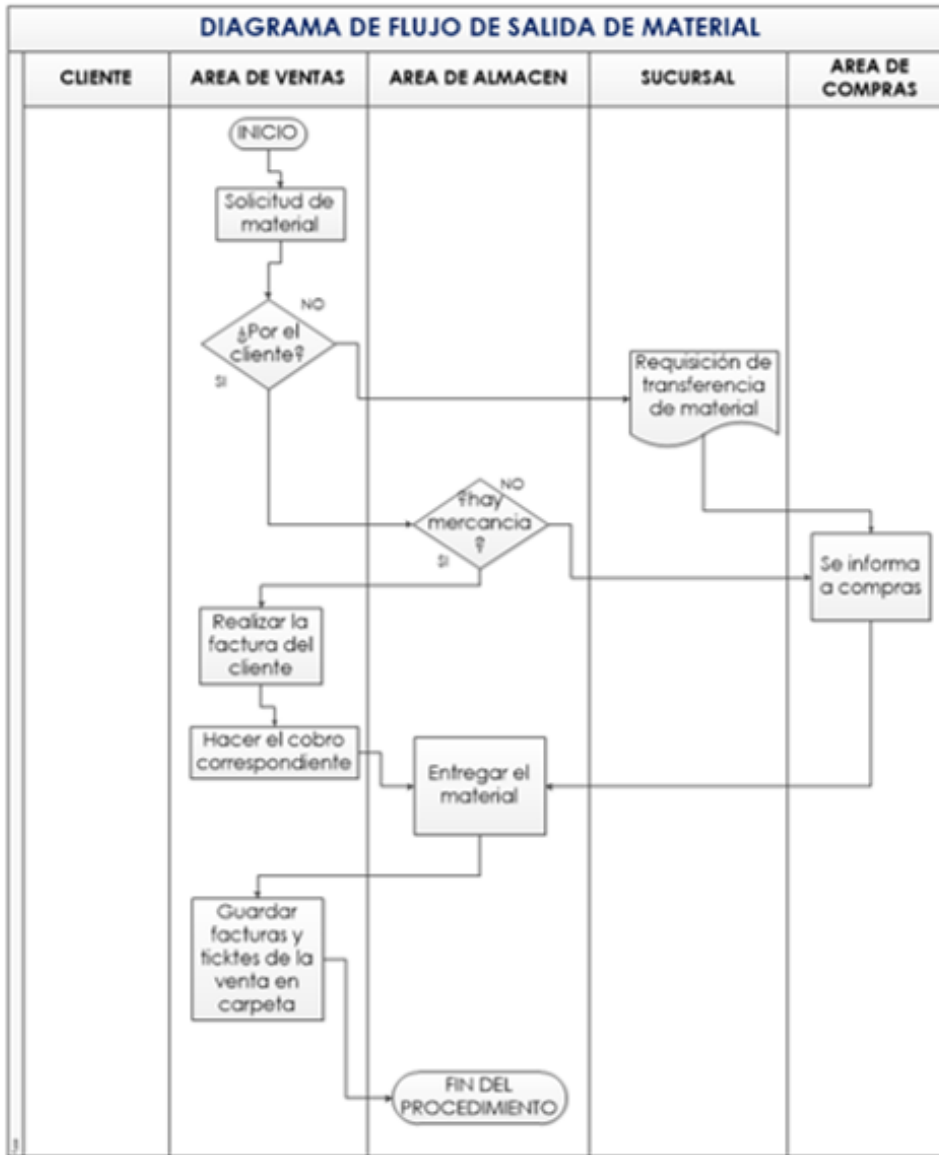 DIAGRAMA DE FLUJO DE SALIDA DE MATERIAL
CLIENTE
AREA DE VENTAS
AREA DE ALMACEN
SUCURSAL
AREA DE
COMPRAS
INICIO
Solicitud de
material
NO
¿Por el
cliente?
SI
Requisición de
transferencia
de material
NO
?hay
mercancia
?
SI
Se informa
a compras
Realizar la
factura del
cliente
Hacer el cobro
correspondiente
Entregar el
material
Guardar
facturas y
ticktes de la
venta en
carpeta
FIN DEL
PROCEDIMIENTO